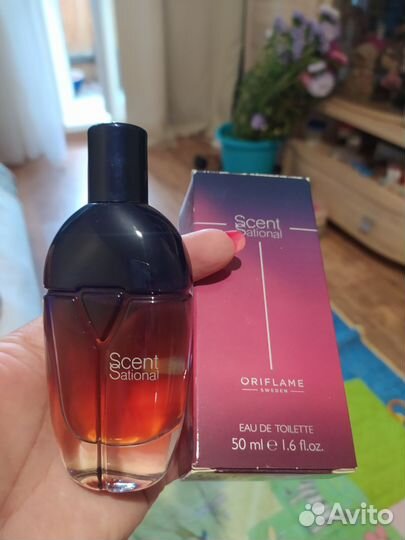 Scent
Sational
Scent
Sational
ORIFLAME
SWEDEN
EAU DE TOILETTE
50 ml ℮ 1.6 fl.oz.
Avito